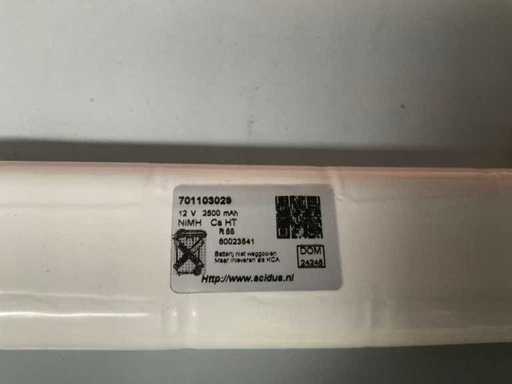 701103029
12 V 2500 mAh
NiMH Cs HT
R 55
60023541
Batterij niet weggooien
Maar inleveren als KCA
DOM
24245
Http://www.acidus.nl